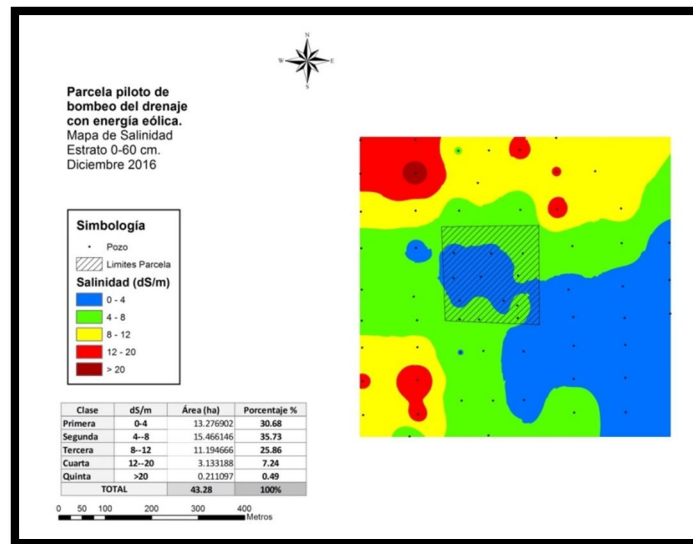 N
W E
S
Parcela piloto de
bombeo del drenaje
con energía eólica.
Mapa de Salinidad
Estrato 0-60 cm.
Diciembre 2016
Simbología
Pozo
Limites Parcela
Salinidad (dS/m)
0 - 4
4 - 8
8 - 12
12 - 20
> 20
Clase dS/m Área (ha) Porcentaje %
Primera 0-4 13.276902 30.68
Segunda 4--8 15.466146 35.73
Tercera 8--12 11.194666 25.86
Cuarta 12--20 3.133188 7.24
Quinta >20 0.211097 0.49
TOTAL 43.28 100%
0 50 100 200 300 400
Metros